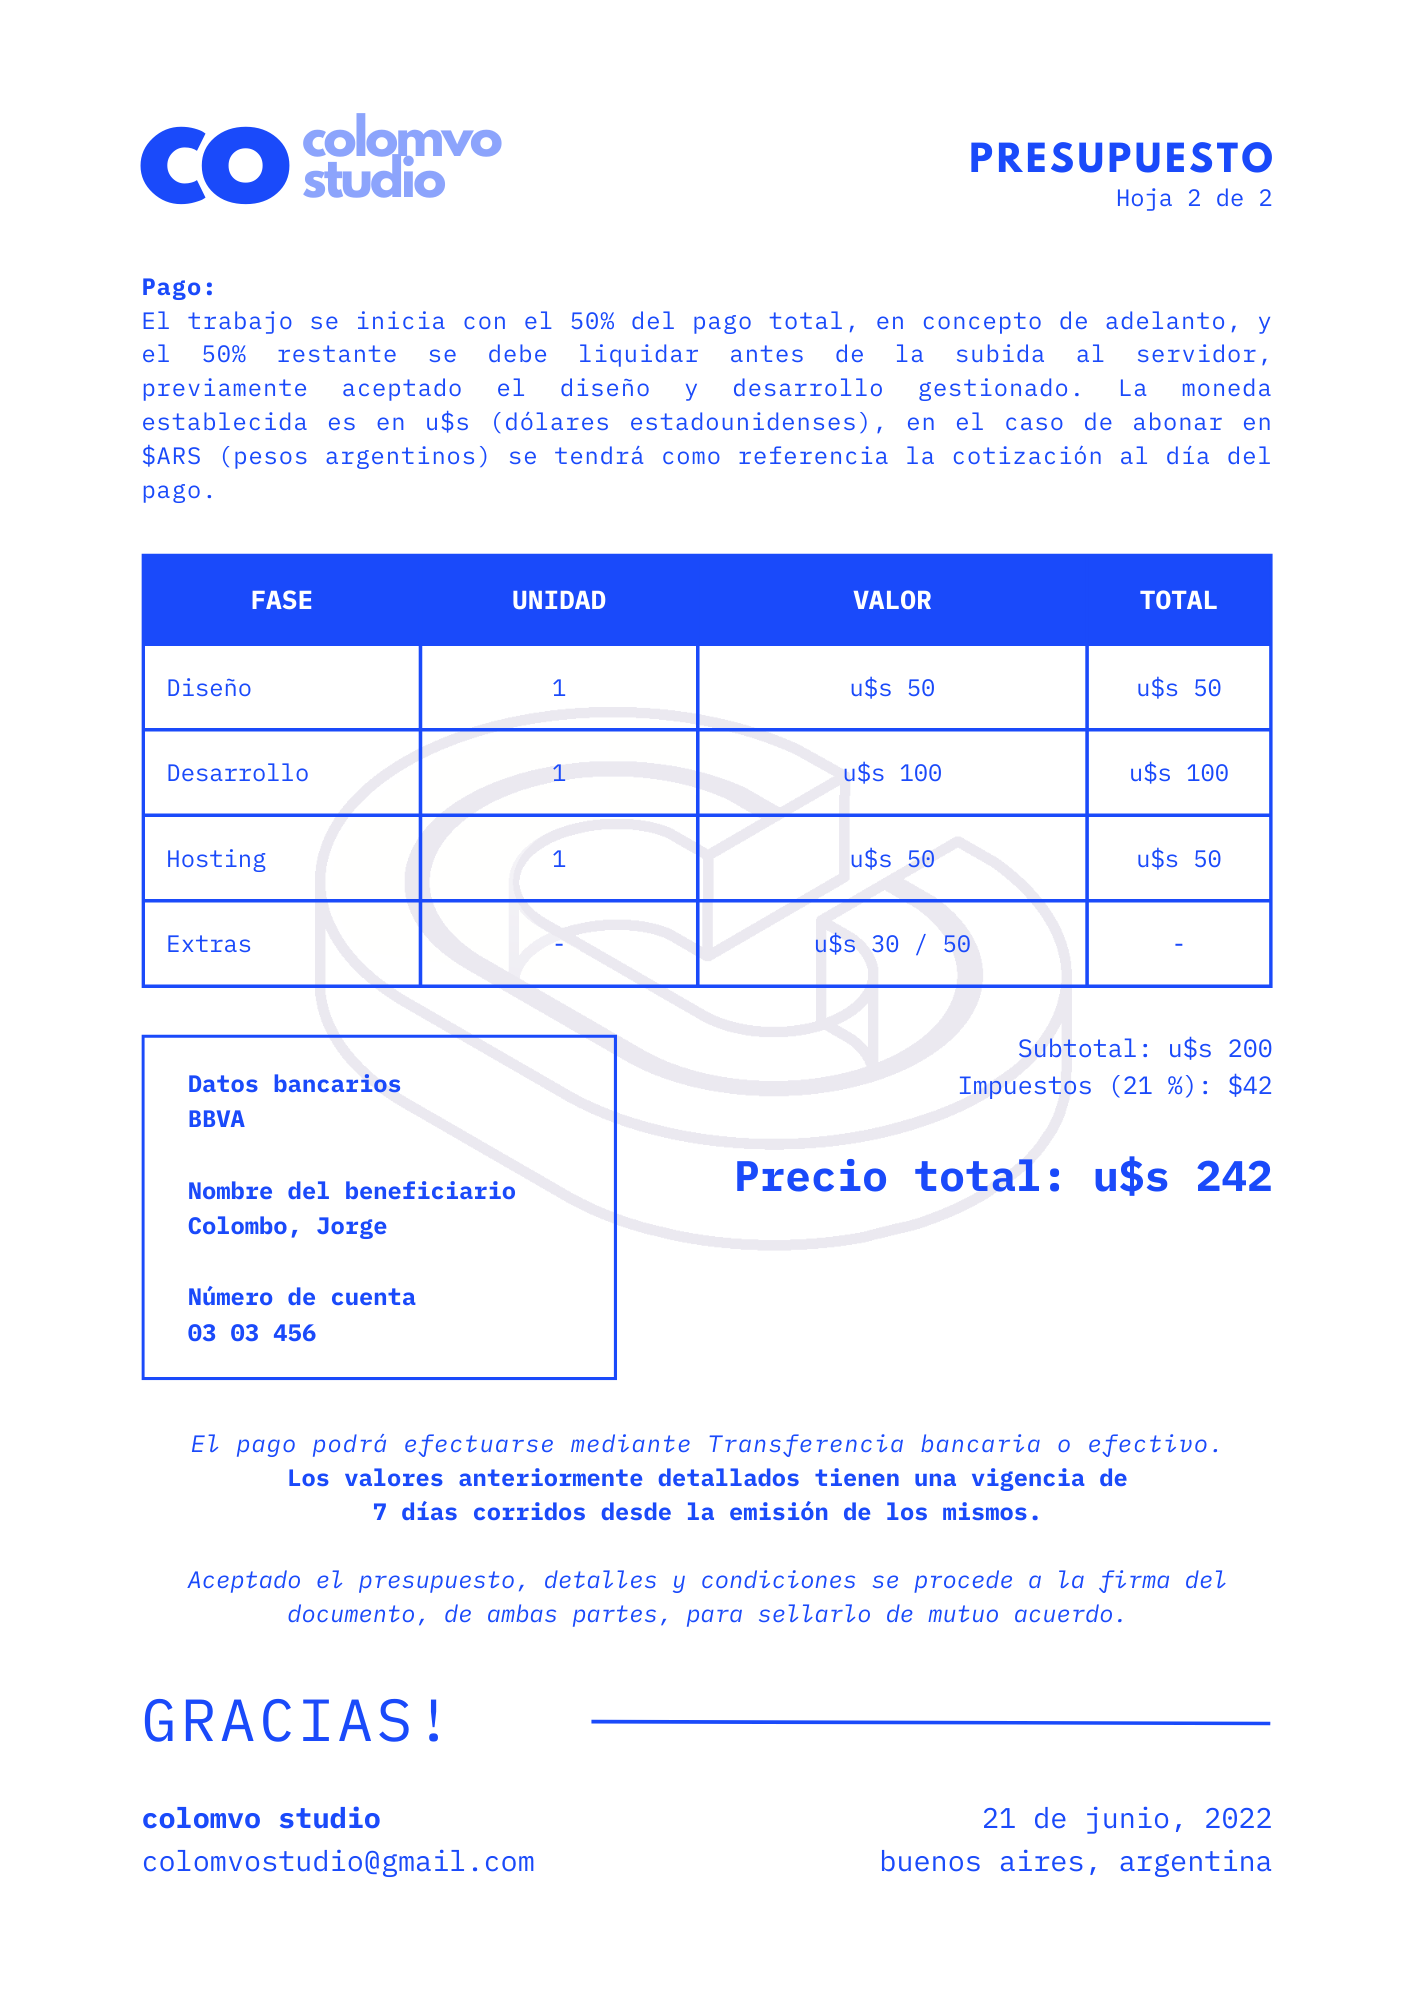 co colomvo
studio
PRESUPUESTO
Hoja 2 de 2
Pago:
El trabajo se inicia con el 50% del pago total, en concepto de adelanto, y
el 50% restante se debe liquidar antes de la subida al servidor,
previamente aceptado el diseño y desarrollo gestionado. La moneda
establecida es en u$s (dólares estadounidenses), en el caso de abonar en
$ARS (pesos argentinos) se tendrá como referencia la cotización al día del
pago.
FASE UNIDAD VALOR TOTAL
Diseño 1 u$s 50 u$s 50
Desarrollo 1 u$s 100 u$s 100
Hosting 1 u$s 50 u$s 50
Extras - u$s 30 / 50 -
Datos bancarios
BBVA
Nombre del beneficiario
Colombo, Jorge
Número de cuenta
03 03 456
Subtotal: u$s 200
Impuestos (21 %): $42
Precio total: u$s 242
El pago podrá efectuarse mediante Transferencia bancaria o efectivo.
Los valores anteriormente detallados tienen una vigencia de
7 días corridos desde la emisión de los mismos.
Aceptado el presupuesto, detalles y condiciones se procede a la firma del
documento, de ambas partes, para sellarlo de mutuo acuerdo.
GRACIAS!
colomvo studio
colomvostudio@gmail.com
21 de junio, 2022
buenos aires, argentina